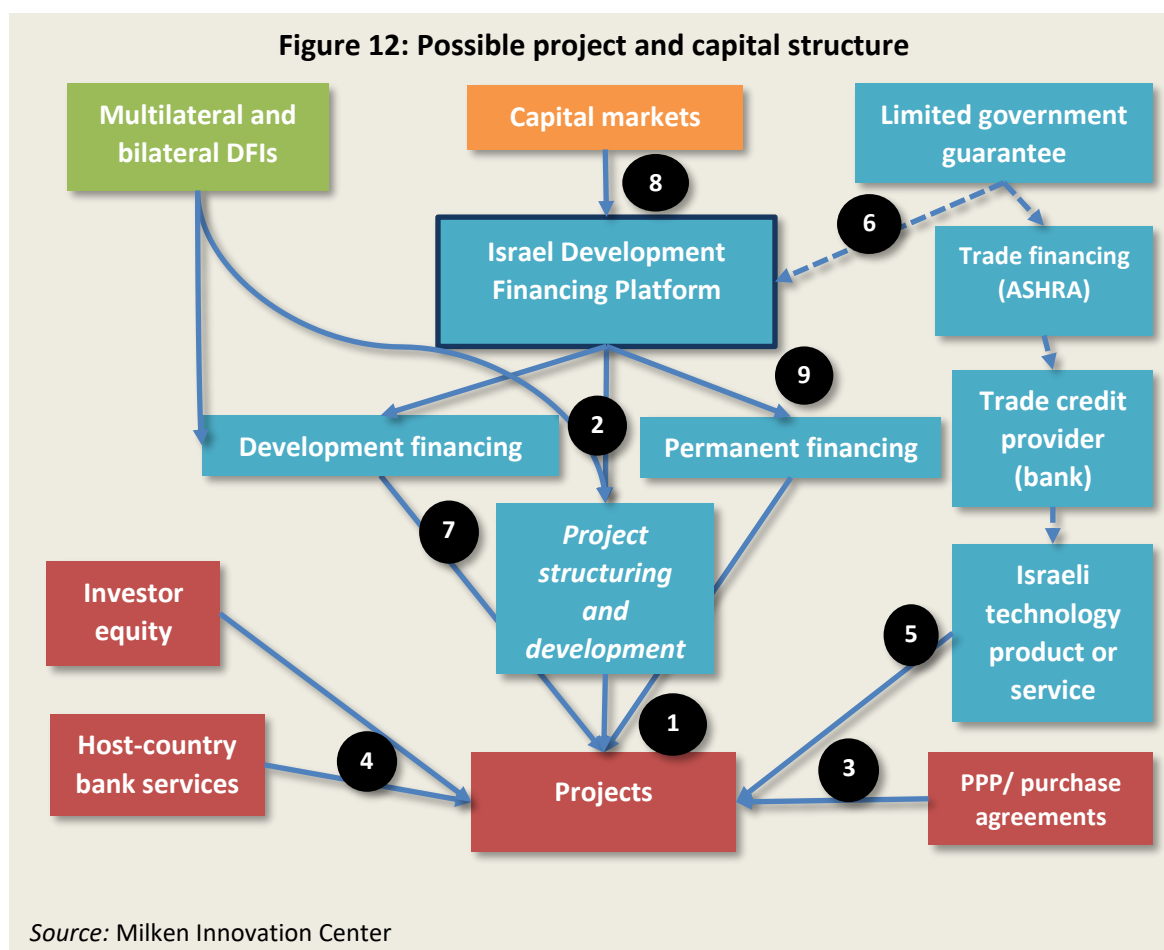 Figure 12: Possible project and capital structure
Multilateral and
bilateral DFIs
Capital markets
Limited government
guarantee
8
6
Israel Development
Financing Platform
Trade financing
(ASHRA)
9
2
Development financing
Permanent financing
Trade credit
provider
(bank)
7
Project
structuring
and
development
Investor
equity
5
Israeli
technology
product or
service
1
Host-country
bank services
4
Projects
3
PPP/ purchase
agreements
Source: Milken Innovation Center